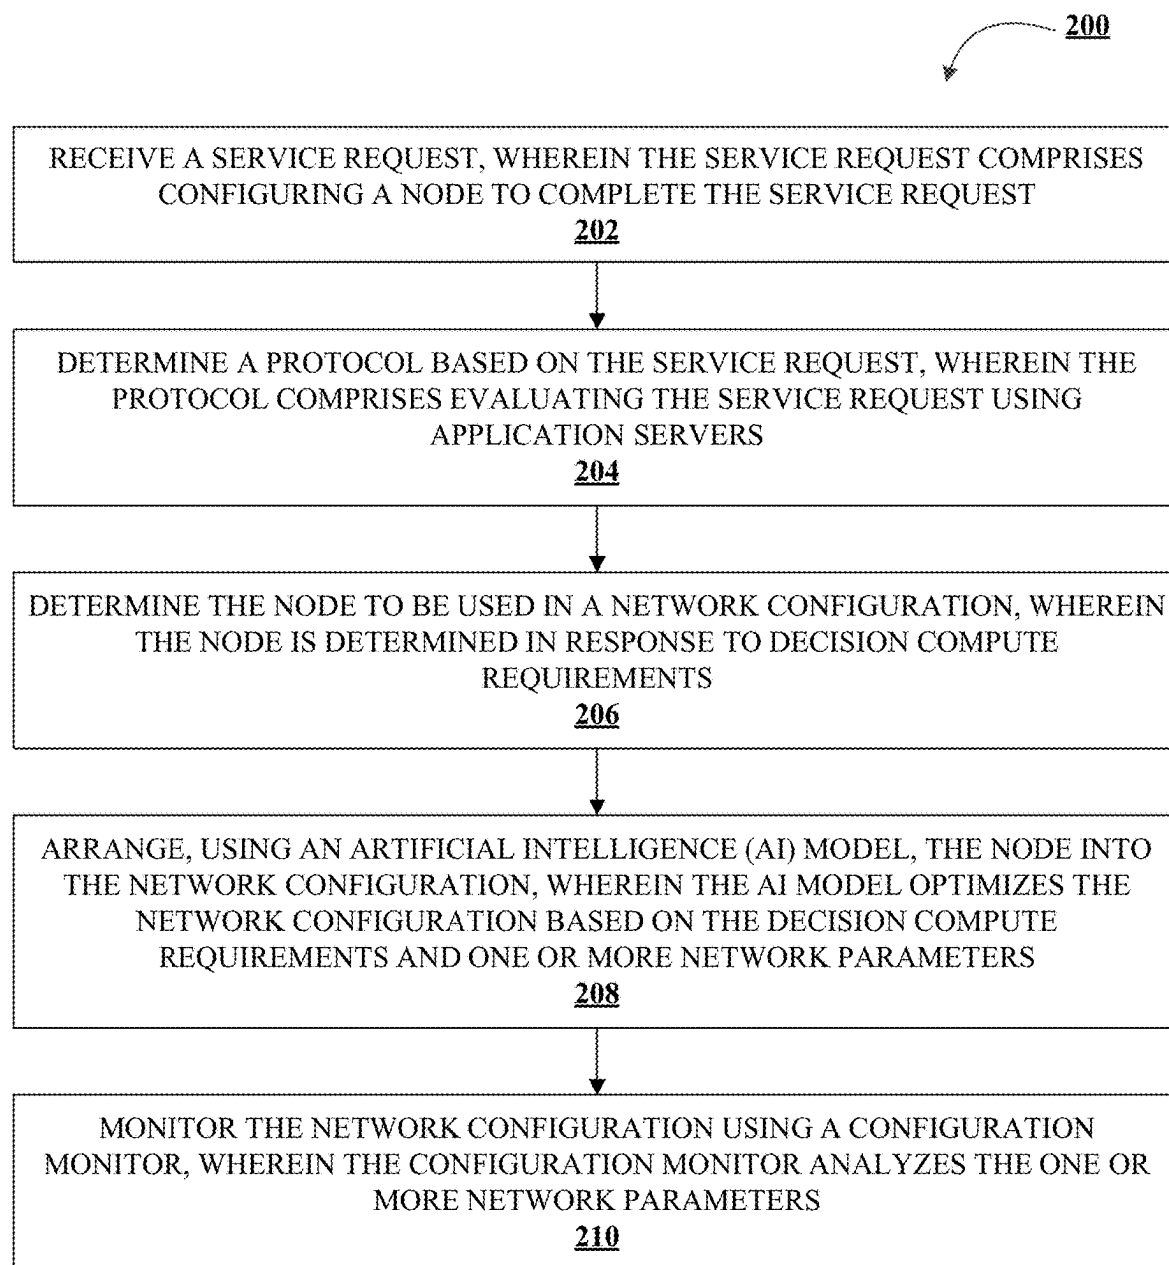 200
RECEIVE A SERVICE REQUEST, WHEREIN THE SERVICE REQUEST COMPRISES
CONFIGURING A NODE TO COMPLETE THE SERVICE REQUEST
202
DETERMINE A PROTOCOL BASED ON THE SERVICE REQUEST, WHEREIN THE
PROTOCOL COMPRISES EVALUATING THE SERVICE REQUEST USING
APPLICATION SERVERS
204
DETERMINE THE NODE TO BE USED IN A NETWORK CONFIGURATION, WHEREIN
THE NODE IS DETERMINED IN RESPONSE TO DECISION COMPUTE
REQUIREMENTS
206
ARRANGE, USING AN ARTIFICIAL INTELLIGENCE (AI) MODEL, THE NODE INTO
THE NETWORK CONFIGURATION, WHEREIN THE AI MODEL OPTIMIZES THE
NETWORK CONFIGURATION BASED ON THE DECISION COMPUTE
REQUIREMENTS AND ONE OR MORE NETWORK PARAMETERS
208
MONITOR THE NETWORK CONFIGURATION USING A CONFIGURATION
MONITOR, WHEREIN THE CONFIGURATION MONITOR ANALYZES THE ONE OR
MORE NETWORK PARAMETERS
210